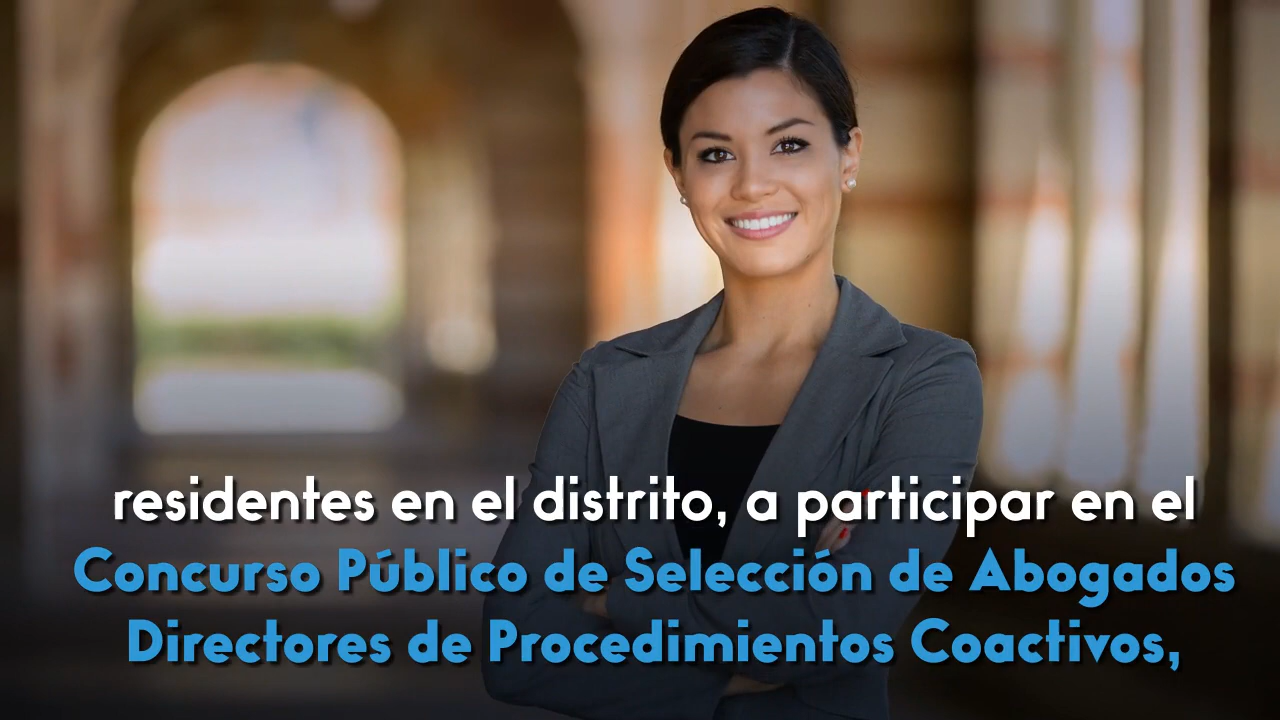 residentes en el distrito, a participar en el
Concurso Público de Selección de Abogados
Directores de Procedimientos Coactivos,